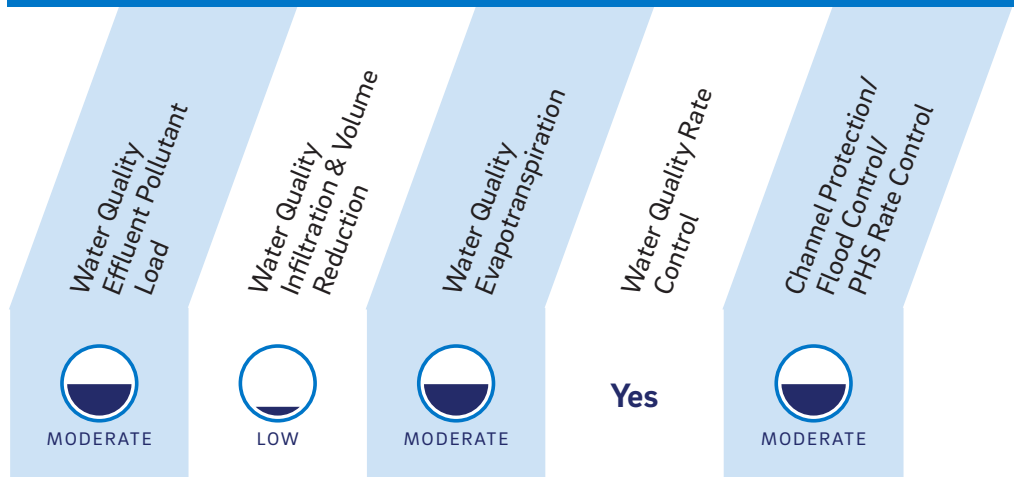 Water Quality
Effluent Pollutant
Load
Water Quality
Infiltration & Volume
Reduction
Water Quality
Evapotranspiration
Water Quality Rate
Control
Channel Protection/
Flood Control/
PHS Rate Control
MODERATE
LOW
MODERATE
Yes
MODERATE